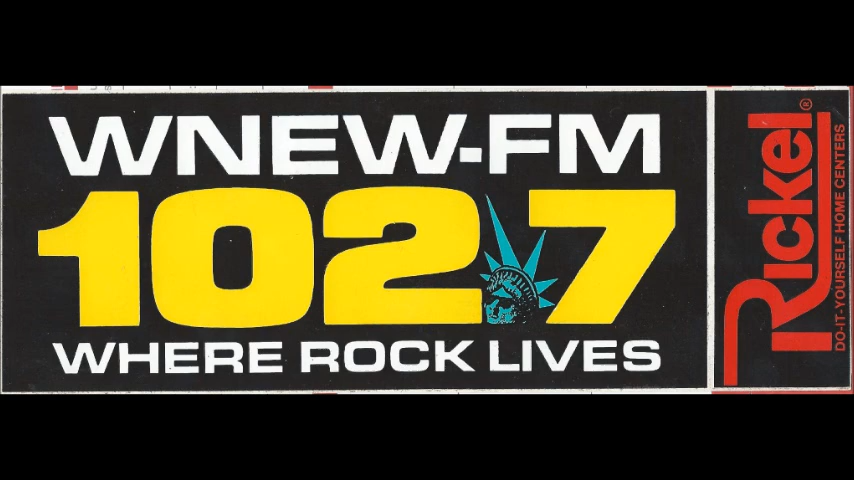 WNEW-FM
102.7
WHERE ROCK LIVES
Rickel®
DO-IT-YOURSELF HOME CENTERS